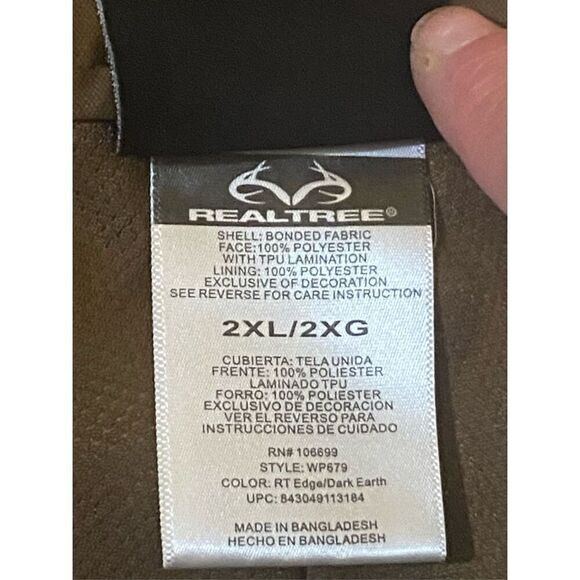 REALTREE®
SHELL: BONDED FABRIC
FACE: 100% POLYESTER
WITH TPU LAMINATION
LINING: 100% POLYESTER
EXCLUSIVE OF DECORATION
SEE REVERSE FOR CARE INSTRUCTION
2XL/2XG
CUBIERTA: TELA UNIDA
FRENTE: 100% POLIESTER
LAMINADO TPU
FORRO: 100% POLIESTER
EXCLUSIVO DE DECORACIÓN
VER EL REVERSO PARA
INSTRUCCIONES DE CUIDADO
RN# 106699
STYLE: WP679
COLOR: RT Edge/Dark Earth
UPC: 843049113184
MADE IN BANGLADESH
HECHO EN BANGLADESH